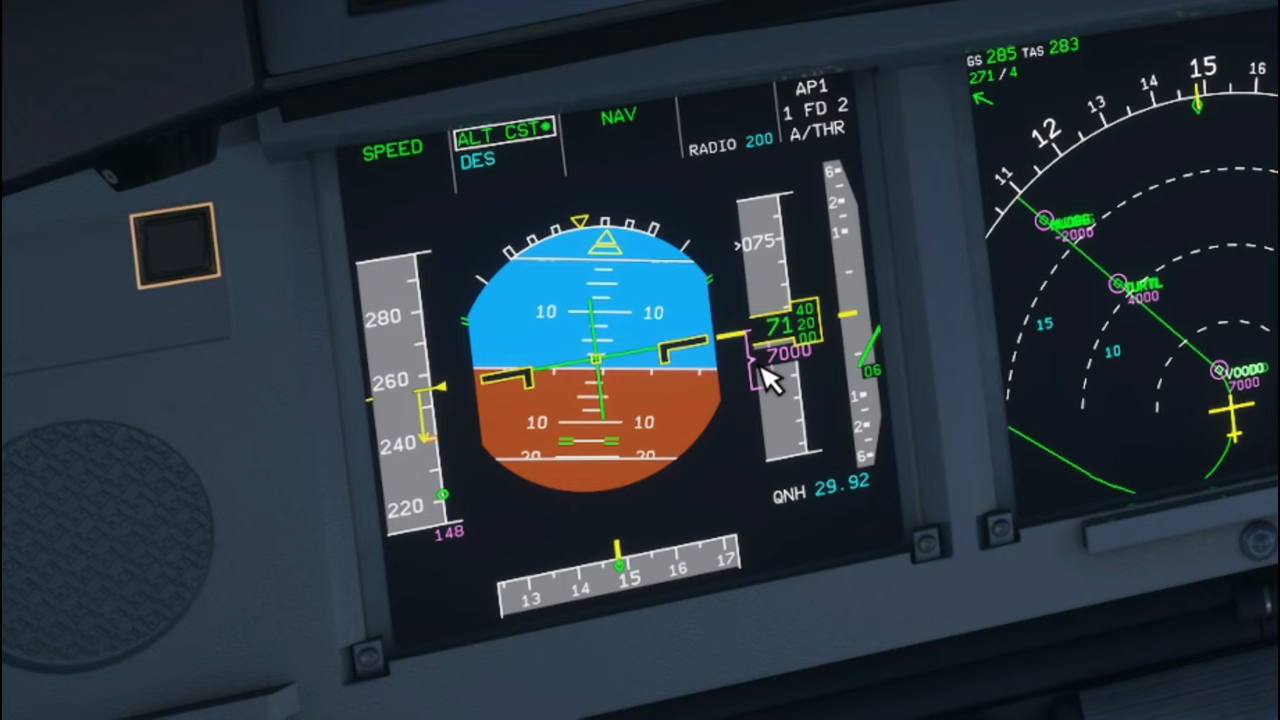 SPEED
ALT CST*
DES
NAV
RADIO 200
AP1
1 FD 2
A/THR
280
260
240
220
148
10 10
10 10
20 20
075
71
40
20
00
7000
6
2
1
06
1
2
6
QNH 29.92
13 14 15 16 17
GS 285 TAS 283
271 / 4
11 12 13 14 15 16
-2000
4000
15
10
VOODO
7000